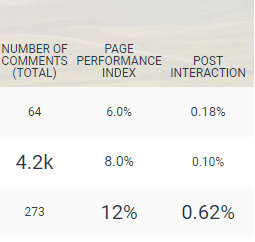 NUMBER OF COMMENTS (TOTAL)
PAGE PERFORMANCE INDEX
POST INTERACTION
64 6.0% 0.18%
4.2k 8.0% 0.10%
273 12% 0.62%